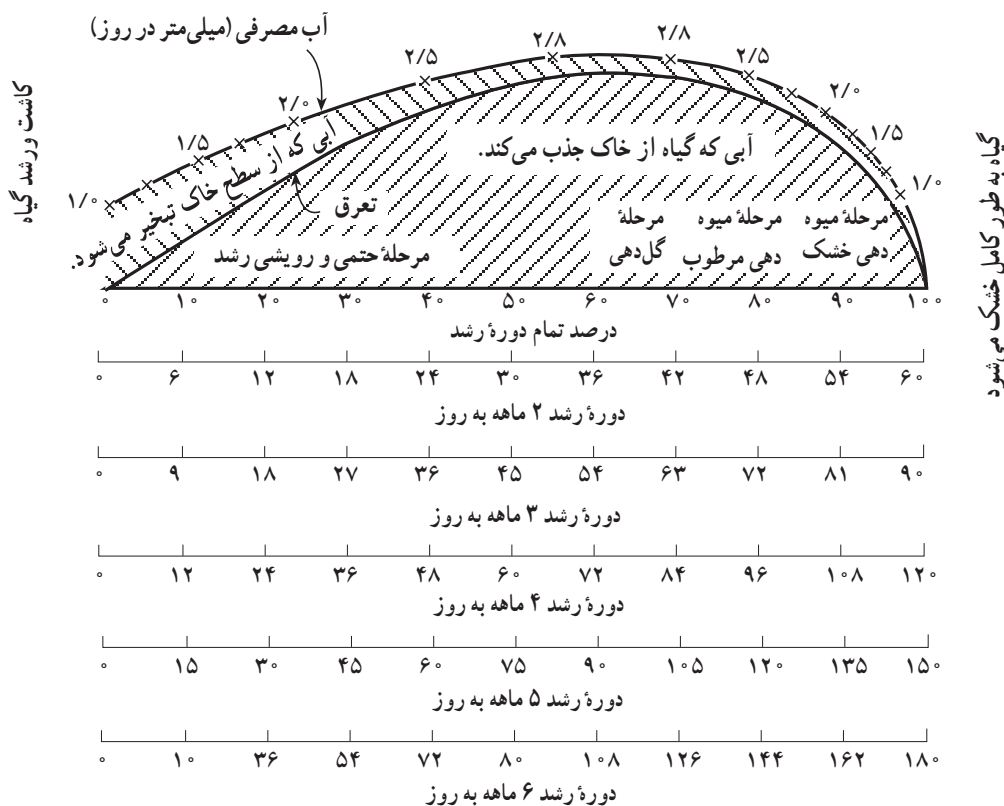 آب مصرفی (میلی‌متر در روز)
۱/۰ ۱/۵ ۲/۰ ۲/۵ ۲/۸ ۲/۸ ۲/۵ ۲/۰ ۱/۵ ۱/۰
کاشت و رشد گیاه
گیاه به طور کامل خشک می‌شود
آبی که از سطح خاک تبخیر می‌شود.
آبی که گیاه از خاک جذب می‌کند.
تعرق
مرحلهٔ حتمی و رویشی رشد
مرحلهٔ
گل‌دهی
مرحلهٔ میوه
دهی مرطوب
مرحلهٔ میوه
دهی خشک
۰ ۱۰ ۲۰ ۳۰ ۴۰ ۵۰ ۶۰ ۷۰ ۸۰ ۹۰ ۱۰۰
درصد تمام دورهٔ رشد
۰ ۶ ۱۲ ۱۸ ۲۴ ۳۰ ۳۶ ۴۲ ۴۸ ۵۴ ۶۰
دورهٔ رشد ۲ ماهه به روز
۰ ۹ ۱۸ ۲۷ ۳۶ ۴۵ ۵۴ ۶۳ ۷۲ ۸۱ ۹۰
دورهٔ رشد ۳ ماهه به روز
۰ ۱۲ ۲۴ ۳۶ ۴۸ ۶۰ ۷۲ ۸۴ ۹۶ ۱۰۸ ۱۲۰
دورهٔ رشد ۴ ماهه به روز
۰ ۱۵ ۳۰ ۴۵ ۶۰ ۷۵ ۹۰ ۱۰۵ ۱۲۰ ۱۳۵ ۱۵۰
دورهٔ رشد ۵ ماهه به روز
۰ ۱۰ ۳۶ ۵۴ ۷۲ ۸۰ ۱۰۸ ۱۲۶ ۱۴۴ ۱۶۲ ۱۸۰
دورهٔ رشد ۶ ماهه به روز